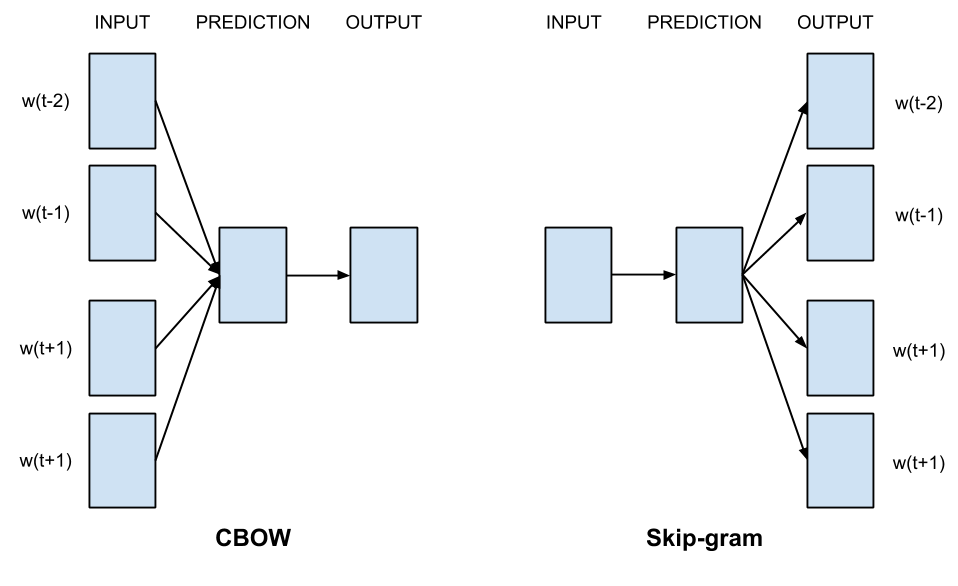 INPUT PREDICTION OUTPUT
w(t-2)
w(t-1)
w(t+1)
w(t+1)
CBOW
INPUT PREDICTION OUTPUT
w(t-2)
w(t-1)
w(t+1)
w(t+1)
Skip-gram